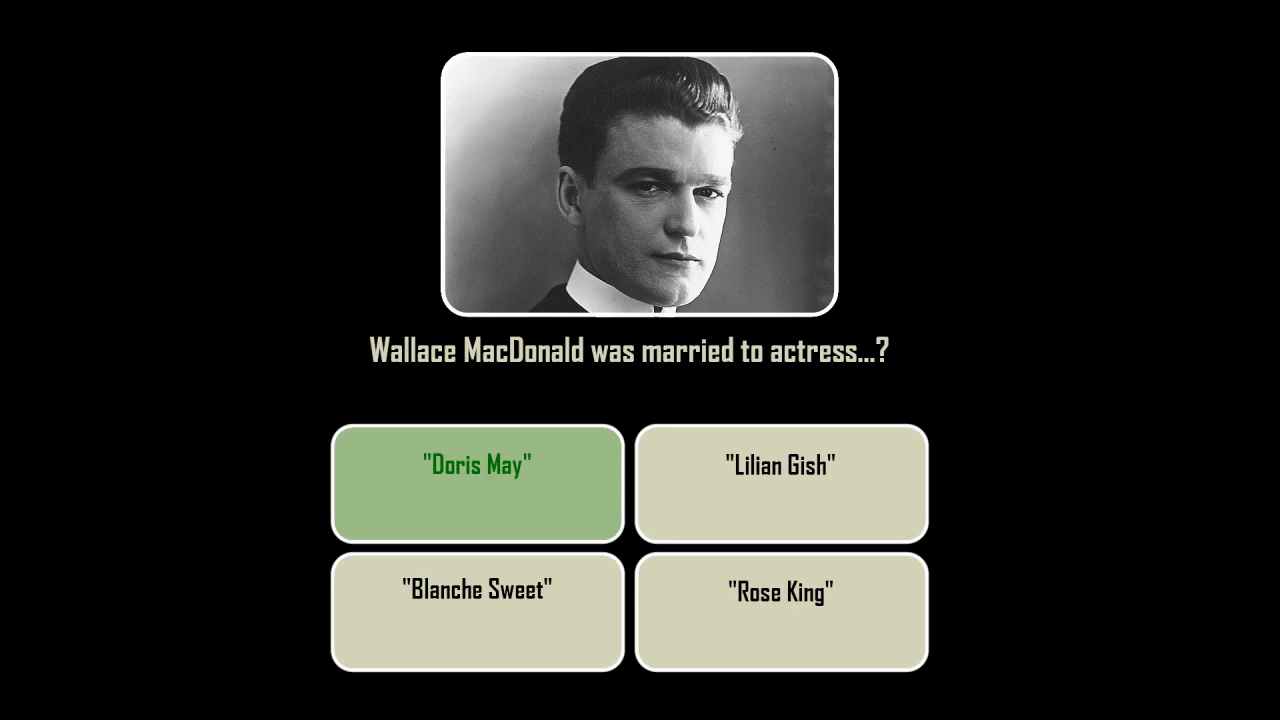 Wallace MacDonald was married to actress...?
"Doris May"
"Lilian Gish"
"Blanche Sweet"
"Rose King"